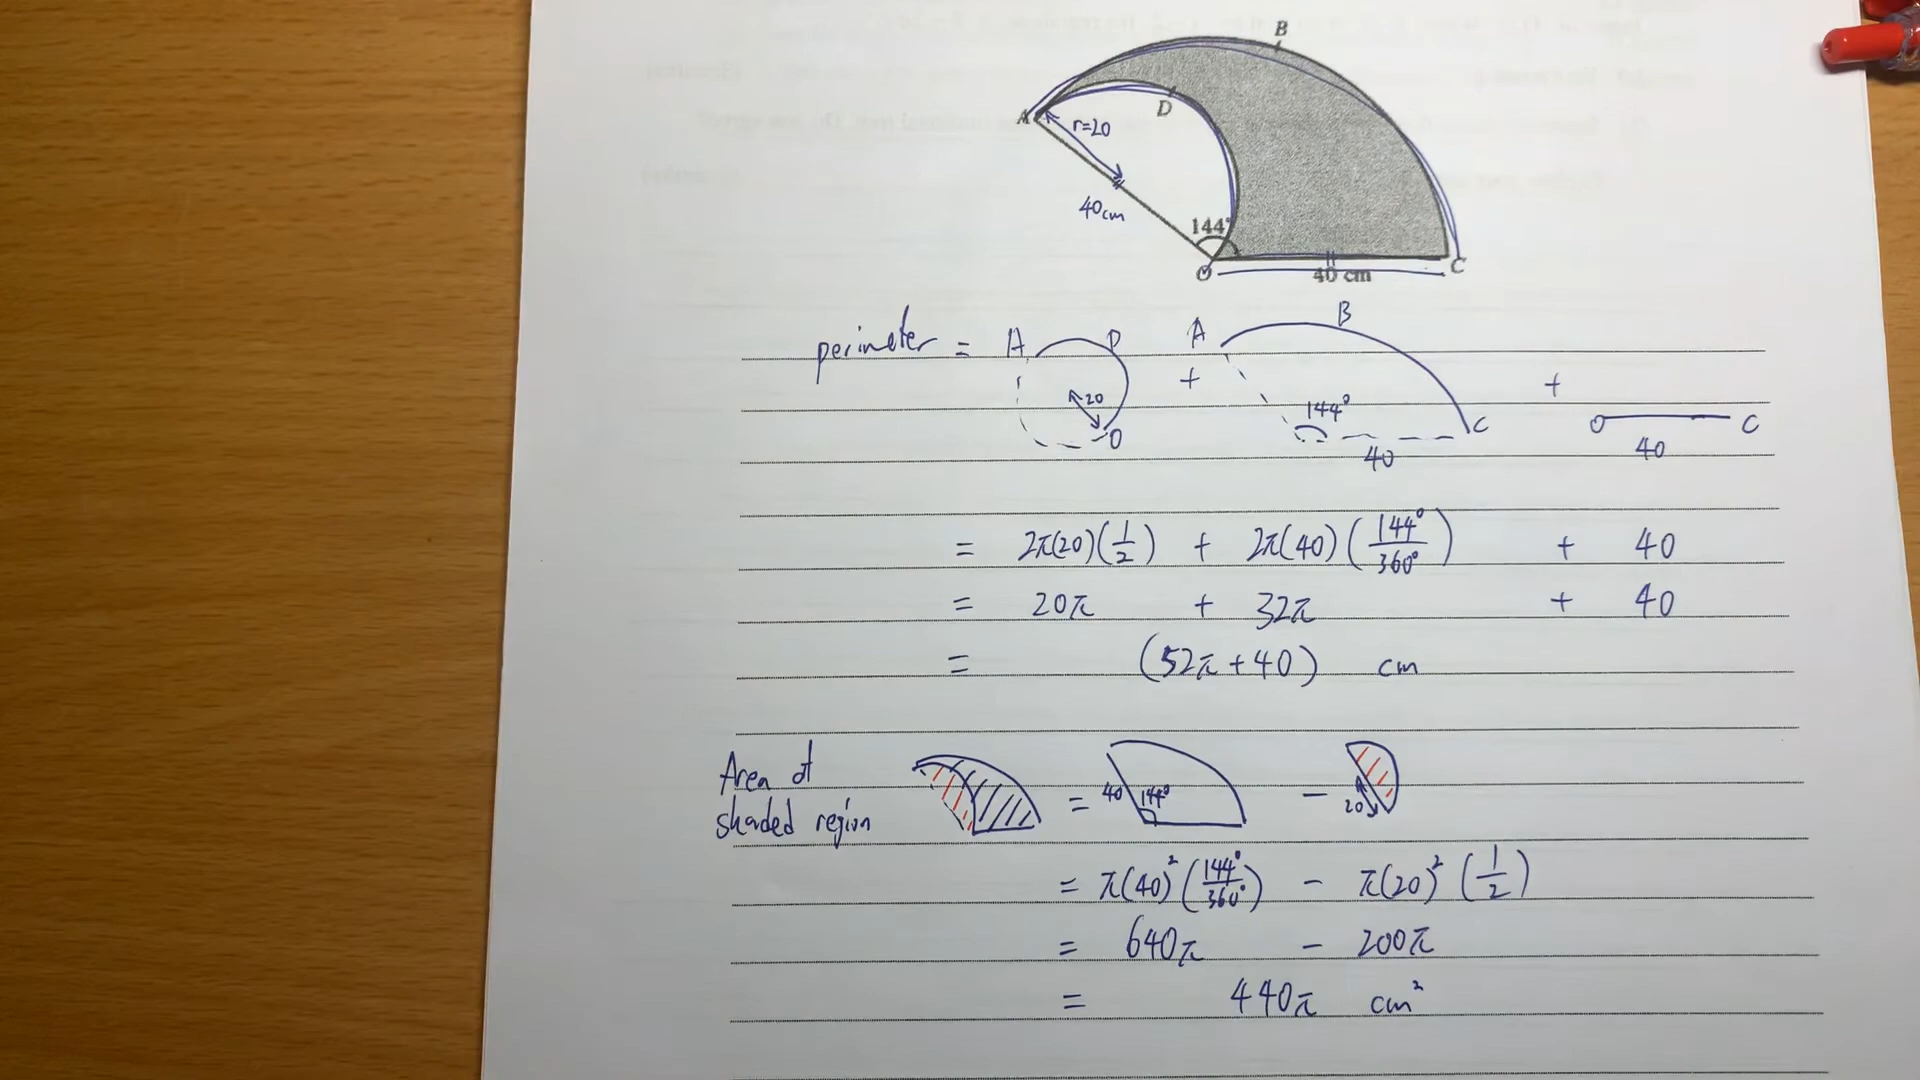 B
A
D
r=20
40cm
144°
O
40 cm
C
perimeter = A D + A B + 
20
O
144°
C
O C
40
40
= 2π(20)(1/2) + 2π(40)(144°/360°) + 40
= 20π + 32π + 40
= (52π+40) cm
Area of
shaded region
= 40 144° − 20
= π(40)²(144°/360°) − π(20)²(1/2)
= 640π − 200π
= 440π cm²